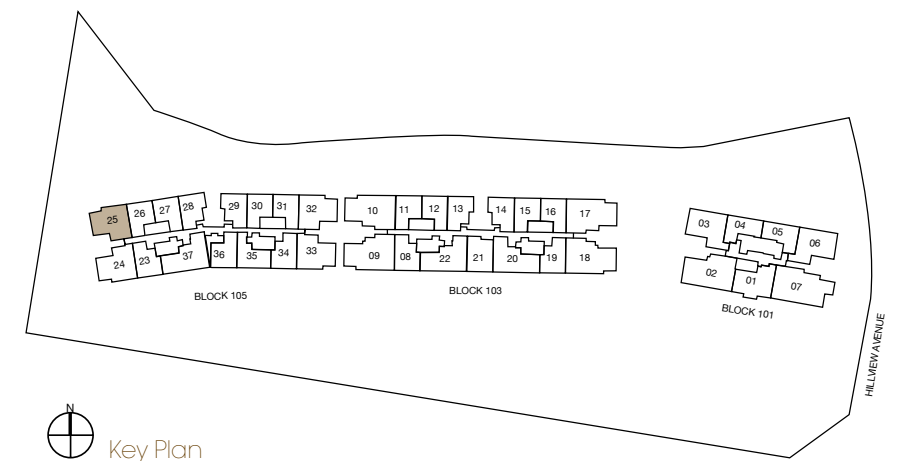 25 26 27 28 29 30 31 32 10 11 12 13 14 15 16 17 03 04 05 06
24 23 37 36 35 34 33 09 08 22 21 20 19 18 02 01 07
BLOCK 105
BLOCK 103
BLOCK 101
HILLVIEW AVENUE
N
Key Plan